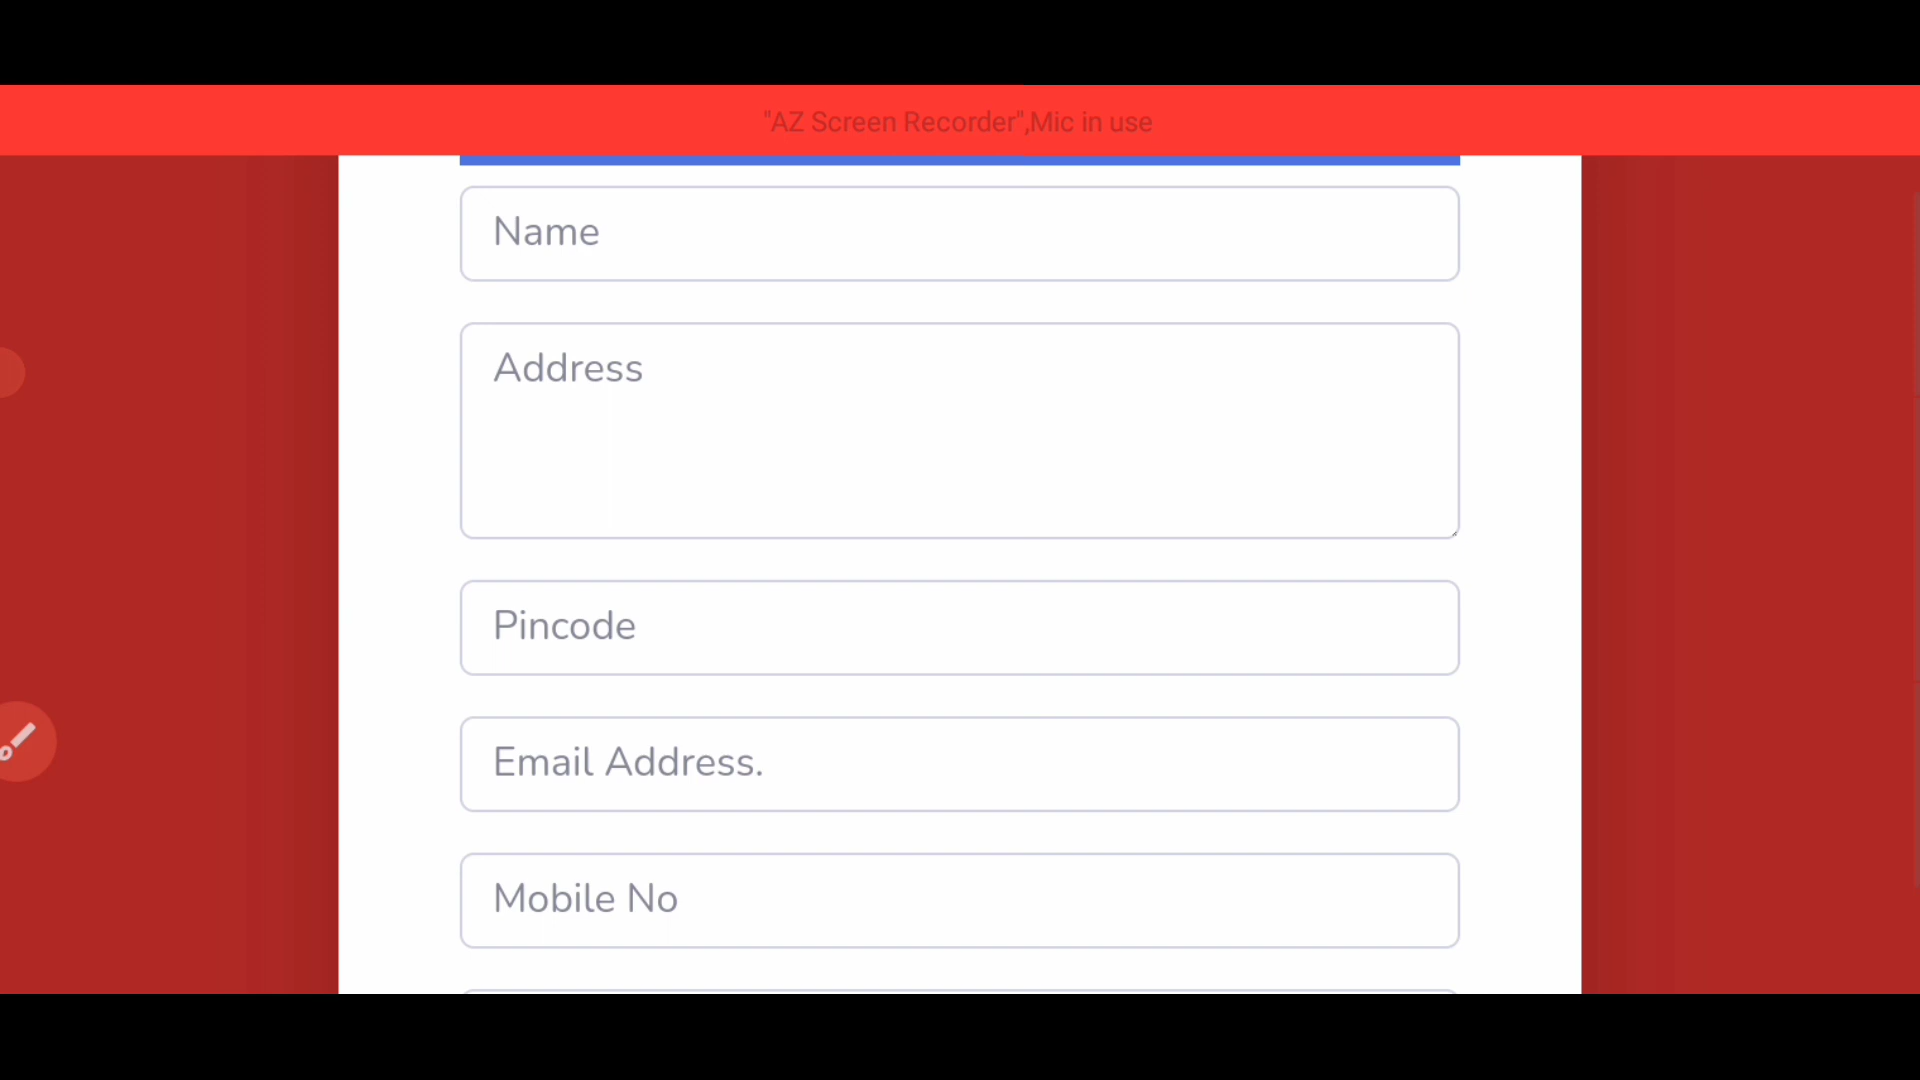 "AZ Screen Recorder",Mic in use
Name
Address
Pincode
Email Address.
Mobile No